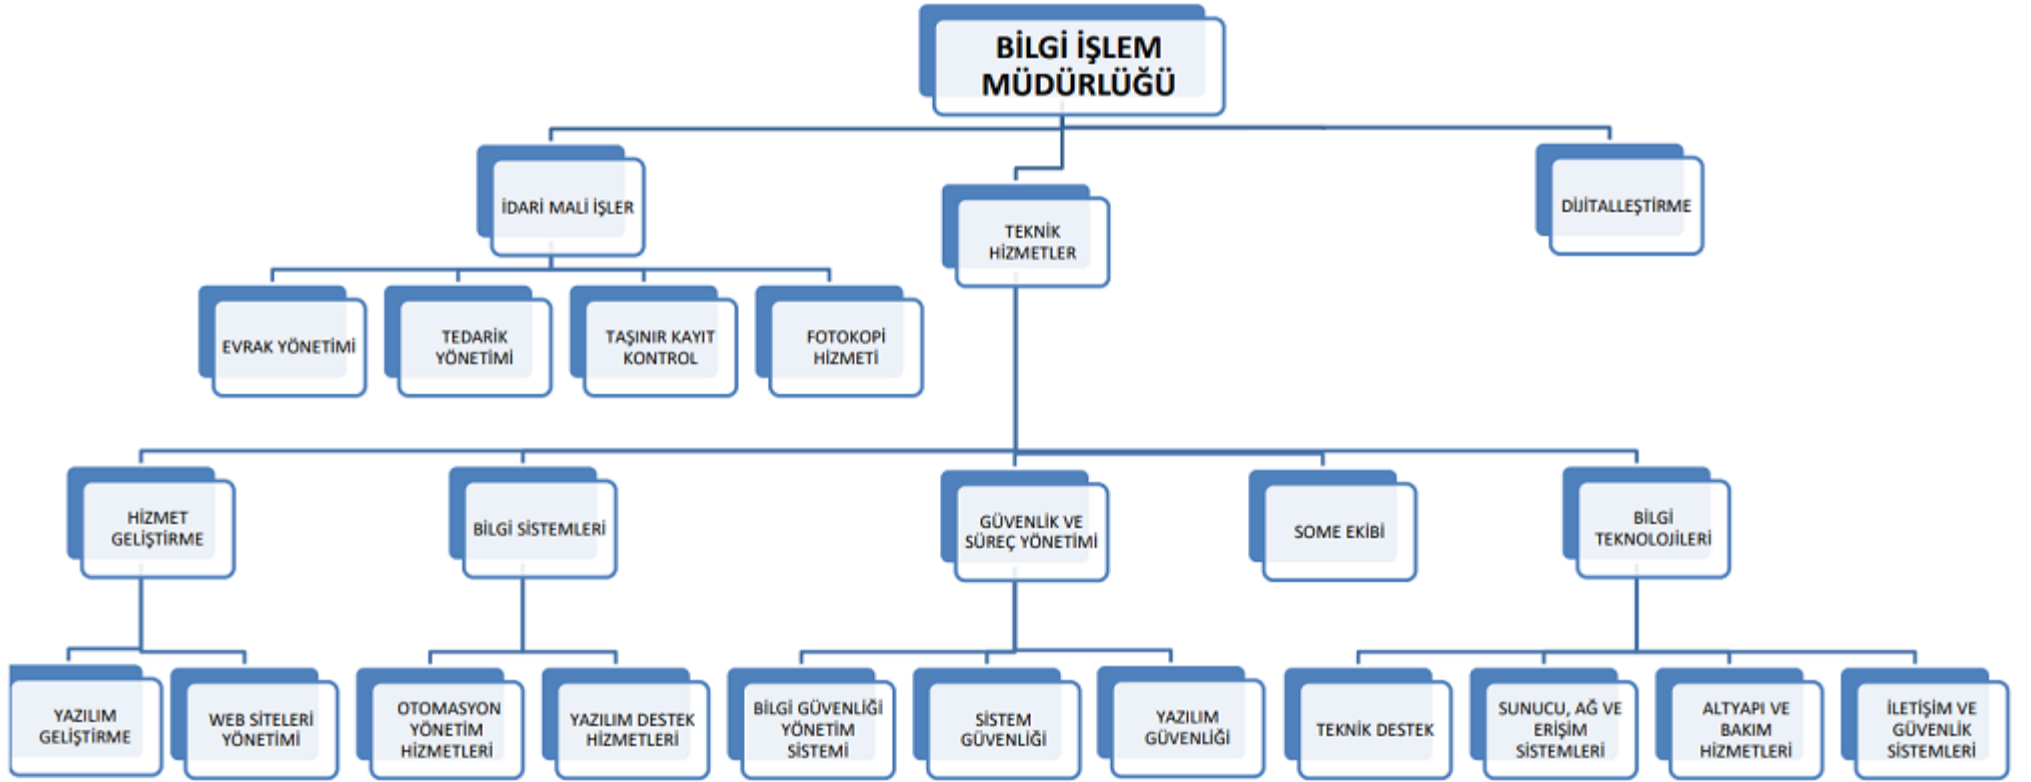 BİLGİ İŞLEM
MÜDÜRLÜĞÜ
İDARİ MALİ İŞLER
TEKNİK
HİZMETLER
DİJİTALLEŞTİRME
EVRAK YÖNETİMİ
TEDARİK
YÖNETİMİ
TAŞINIR KAYIT
KONTROL
FOTOKOPİ
HİZMETİ
HİZMET
GELİŞTİRME
BİLGİ SİSTEMLERİ
GÜVENLİK VE
SÜREÇ YÖNETİMİ
SOME EKİBİ
BİLGİ
TEKNOLOJİLERİ
YAZILIM
GELİŞTİRME
WEB SİTELERİ
YÖNETİMİ
OTOMASYON
YÖNETİM
HİZMETLERİ
YAZILIM DESTEK
HİZMETLERİ
BİLGİ GÜVENLİĞİ
YÖNETİM
SİSTEMİ
SİSTEM
GÜVENLİĞİ
YAZILIM
GÜVENLİĞİ
TEKNİK DESTEK
SUNUCU, AĞ VE
ERİŞİM
SİSTEMLERİ
ALTYAPI VE
BAKIM
HİZMETLERİ
İLETİŞİM VE
GÜVENLİK
SİSTEMLERİ